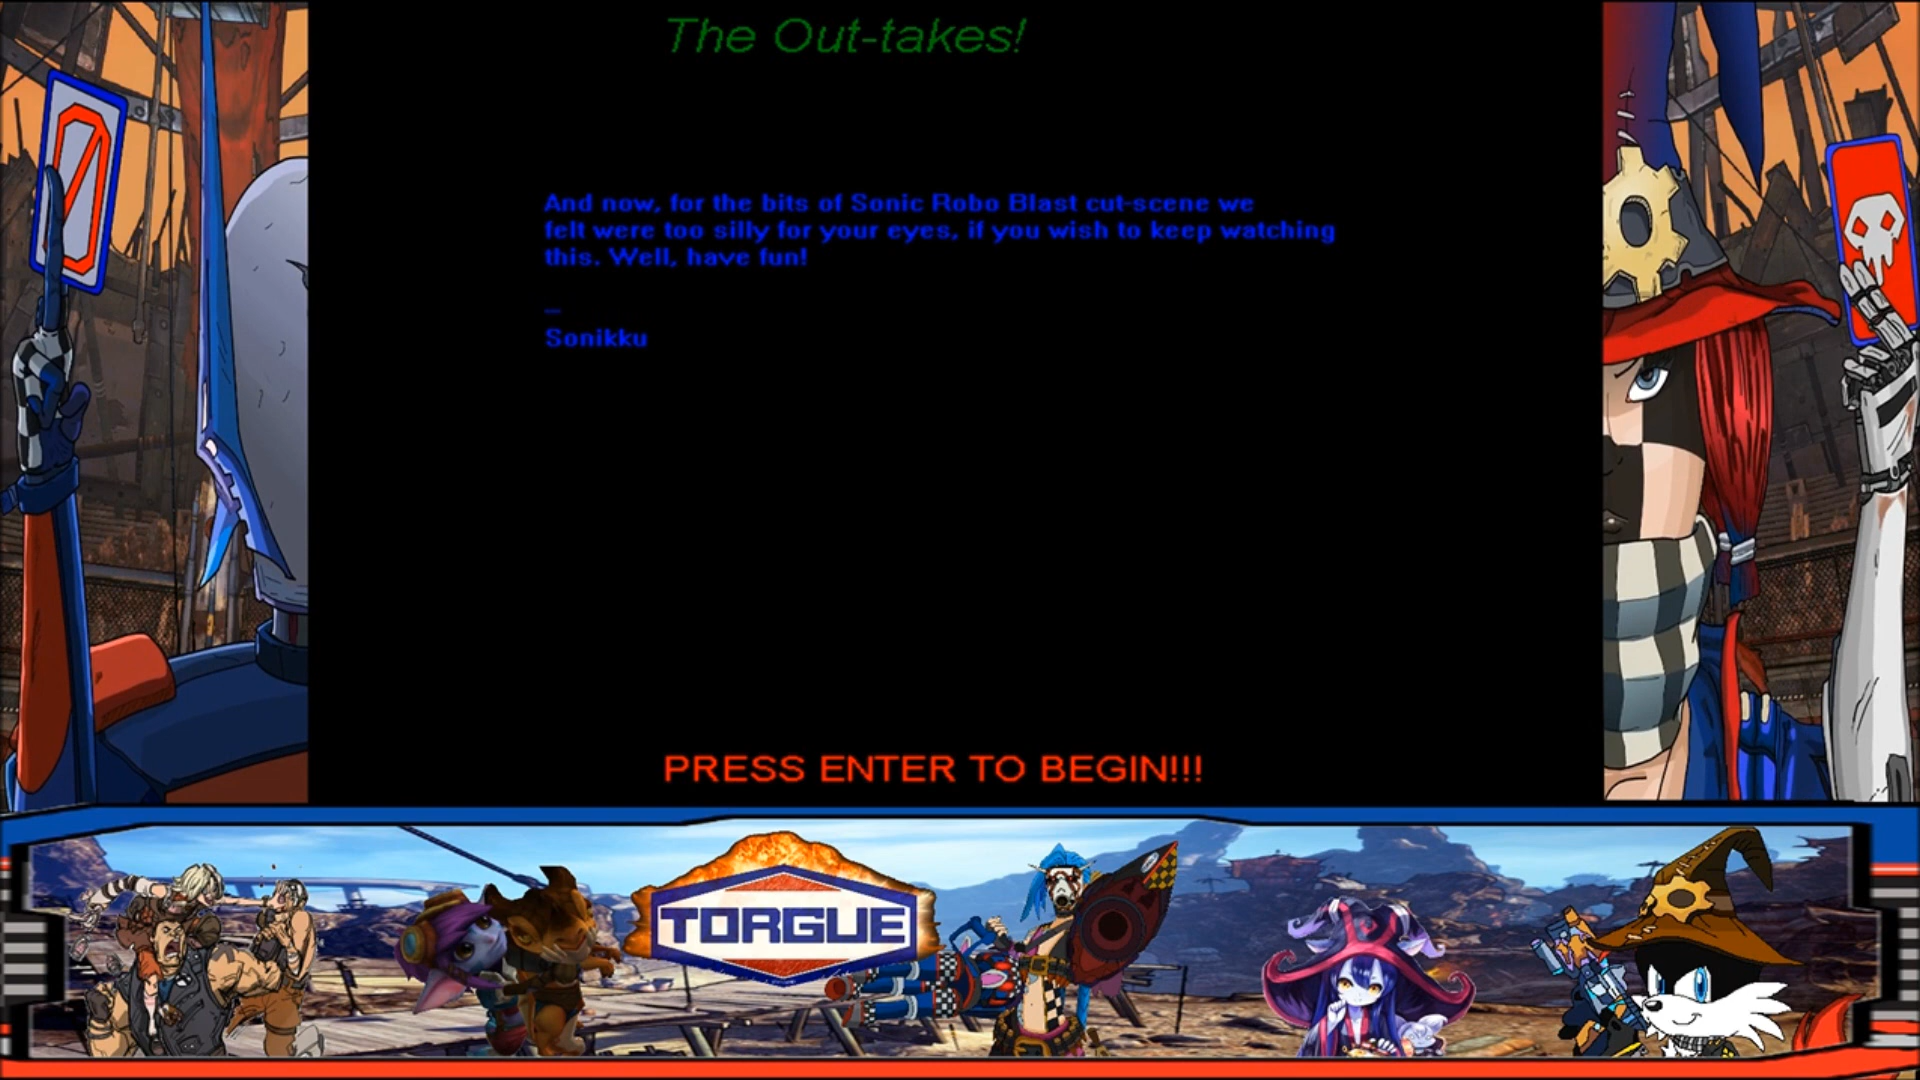 The Out-takes!
And now, for the bits of Sonic Robo Blast cut-scene we
felt were too silly for your eyes, if you wish to keep watching
this. Well, have fun!
--
Sonikku
PRESS ENTER TO BEGIN!!!
TORGUE